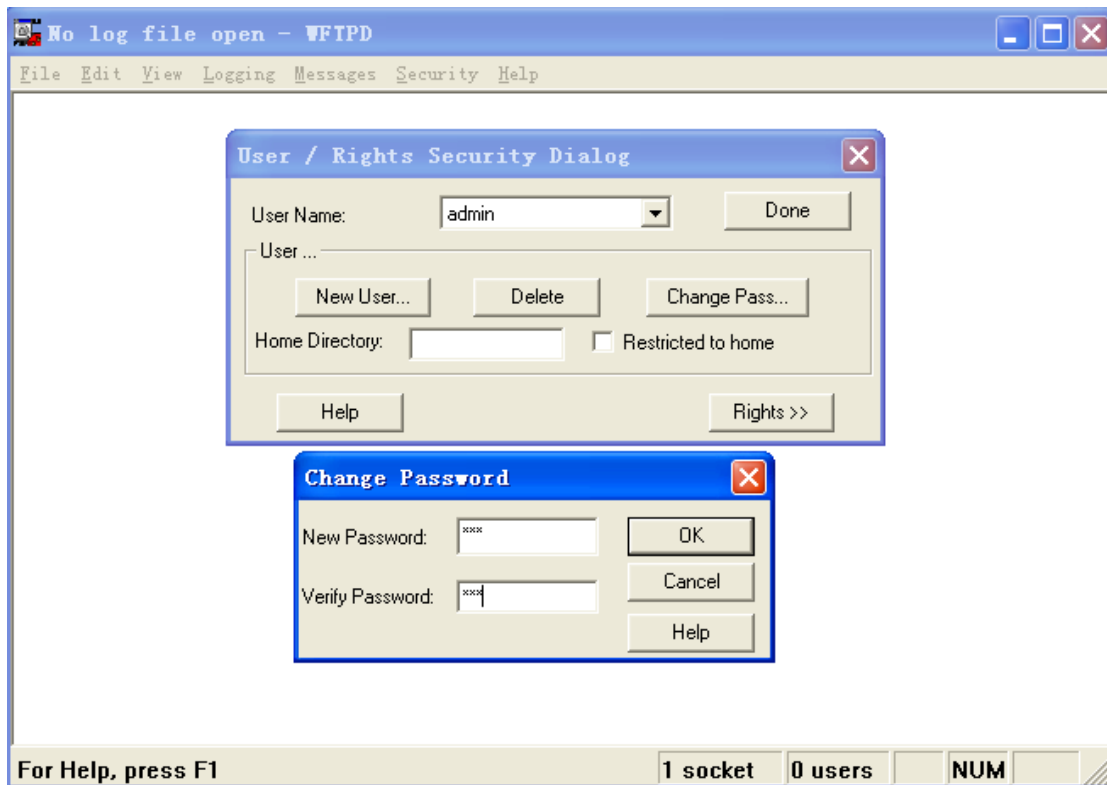 No log file open - WFTPD
File Edit View Logging Messages Security Help
User / Rights Security Dialog
User Name: admin Done
User ...
New User... Delete Change Pass...
Home Directory: Restricted to home
Help Rights >>
Change Password
New Password: *** OK
Cancel
Verify Password: ***
Help
For Help, press F1 1 socket 0 users NUM